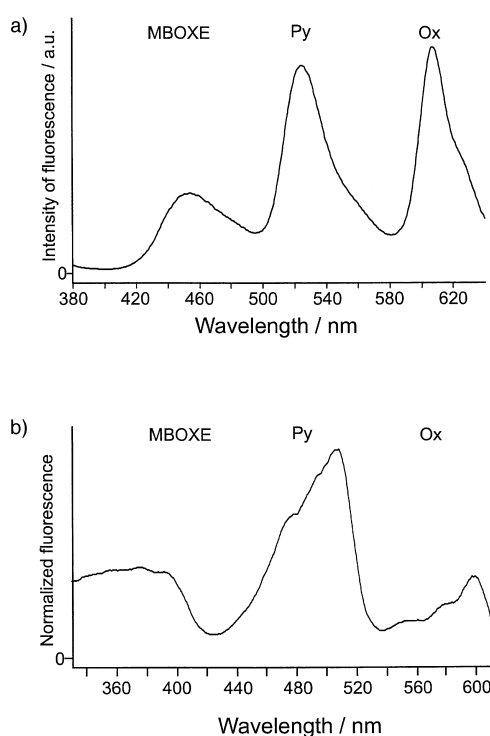 a)
MBOXE Py Ox
Intensity of fluorescence / a.u.
0
380 420 460 500 540 580 620
Wavelength / nm
b)
MBOXE Py Ox
Normalized fluorescence
0
360 400 440 480 520 560 600
Wavelength / nm